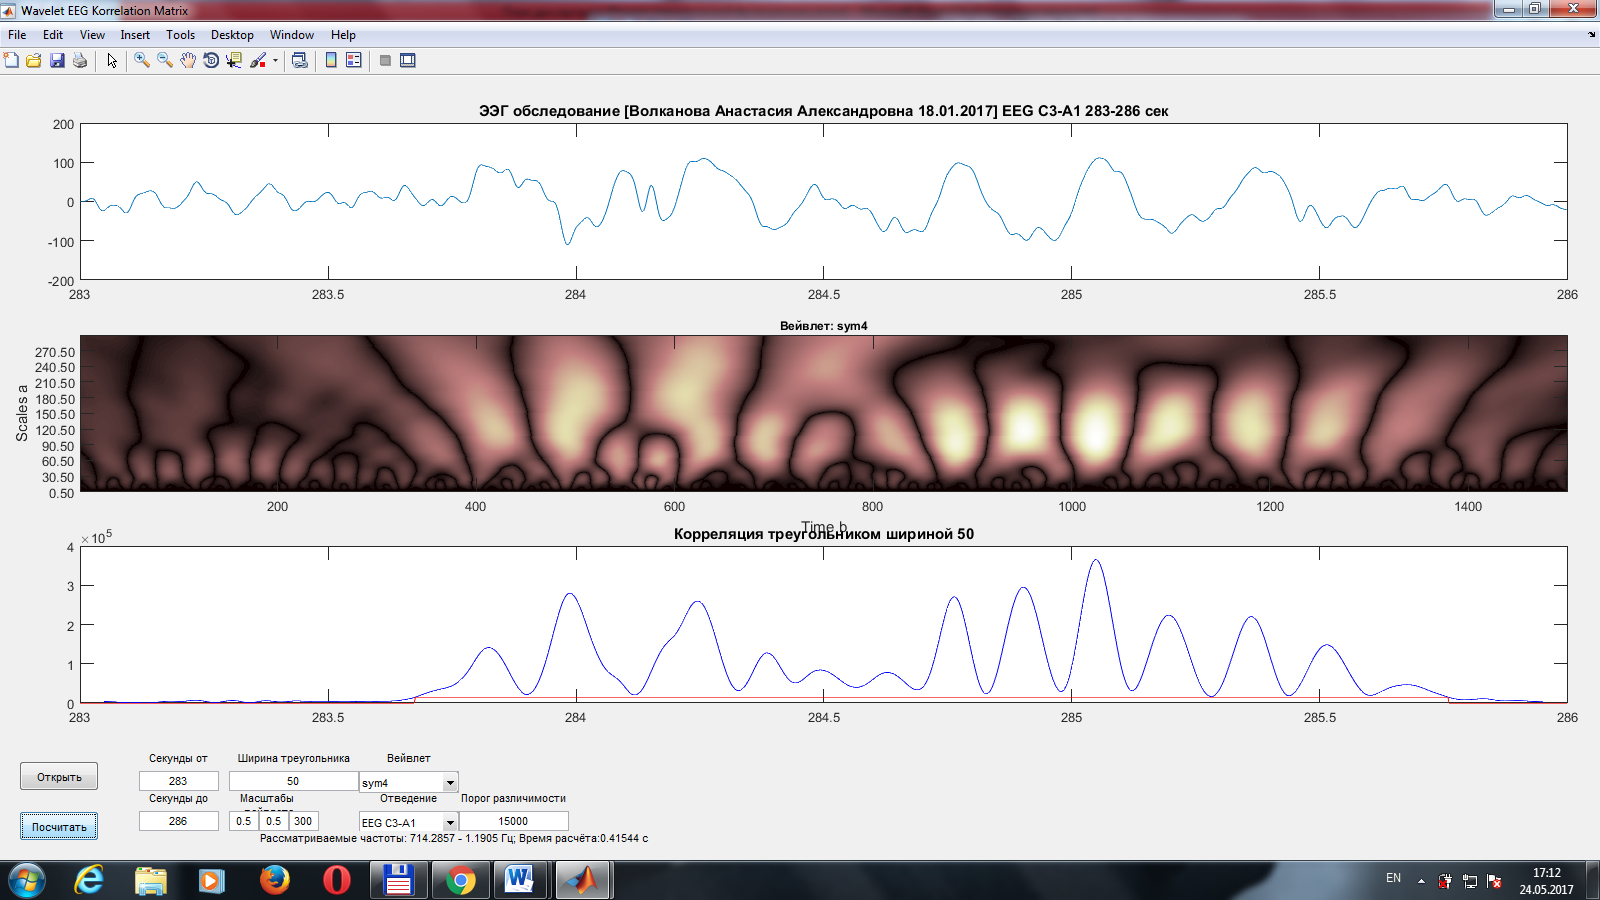 Wavelet EEG Korrelation Matrix
File Edit View Insert Tools Desktop Window Help
ЭЭГ обследование [Волканова Анастасия Александровна 18.01.2017] EEG C3-A1 283-286 сек
200
100
0
-100
-200
283 283.5 284 284.5 285 285.5 286
Вейвлет: sym4
Scales a
270.50
240.50
210.50
180.50
150.50
120.50
90.50
60.50
30.50
0.50
200 400 600 800 1000 1200 1400
Time b
Корреляция треугольником шириной 50
×10^5
4
3
2
1
0
283 283.5 284 284.5 285 285.5 286
Открыть
Посчитать
Секунды от Ширина треугольника Вейвлет
283 50 sym4
Секунды до Масштабы Отведение Порог различимости
286 0.5 0.5 300 EEG C3-A1 15000
Рассматриваемые частоты: 714.2857 - 1.1905 Гц; Время расчёта:0.41544 с
EN
17:12
24.05.2017